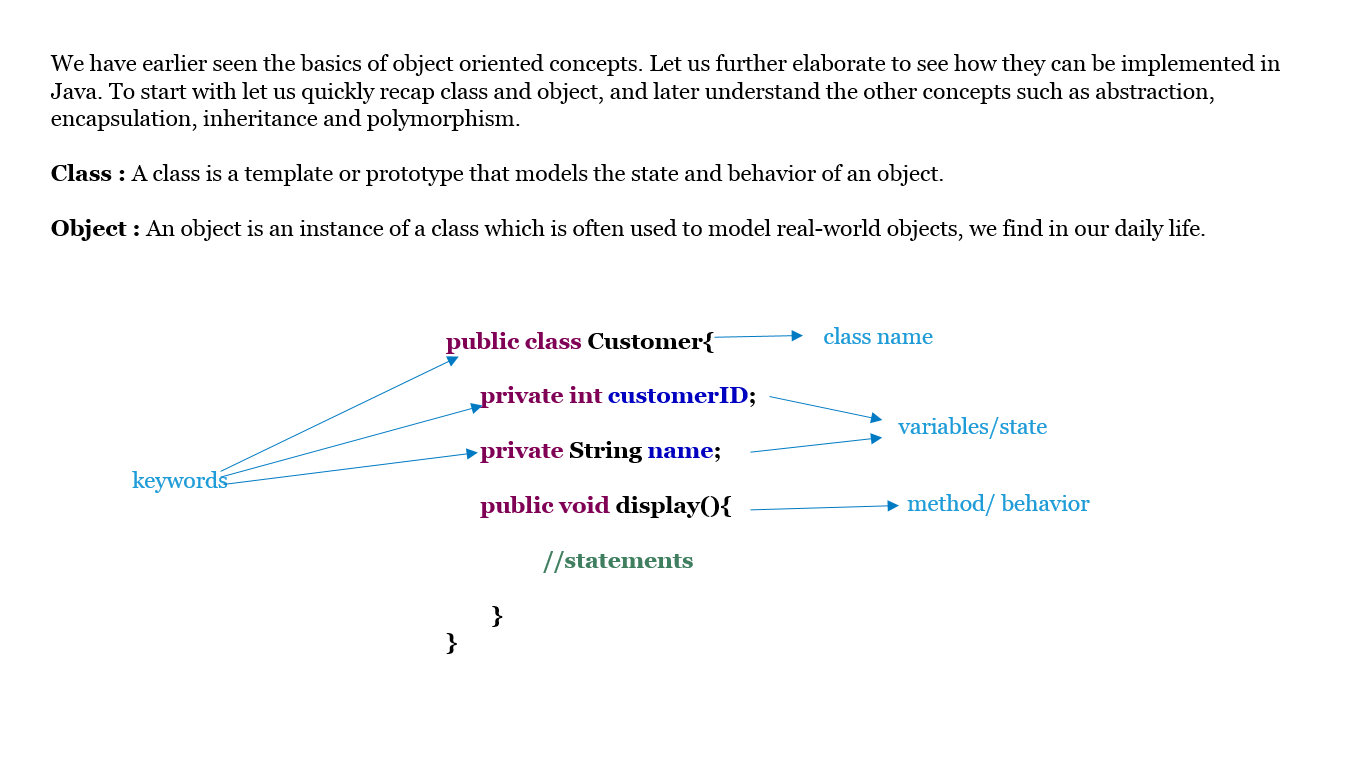 We have earlier seen the basics of object oriented concepts. Let us further elaborate to see how they can be implemented in
Java. To start with let us quickly recap class and object, and later understand the other concepts such as abstraction,
encapsulation, inheritance and polymorphism.
Class : A class is a template or prototype that models the state and behavior of an object.
Object : An object is an instance of a class which is often used to model real-world objects, we find in our daily life.
public class Customer{
class name
private int customerID;
variables/state
private String name;
keywords
public void display(){
method/ behavior
//statements
}
}